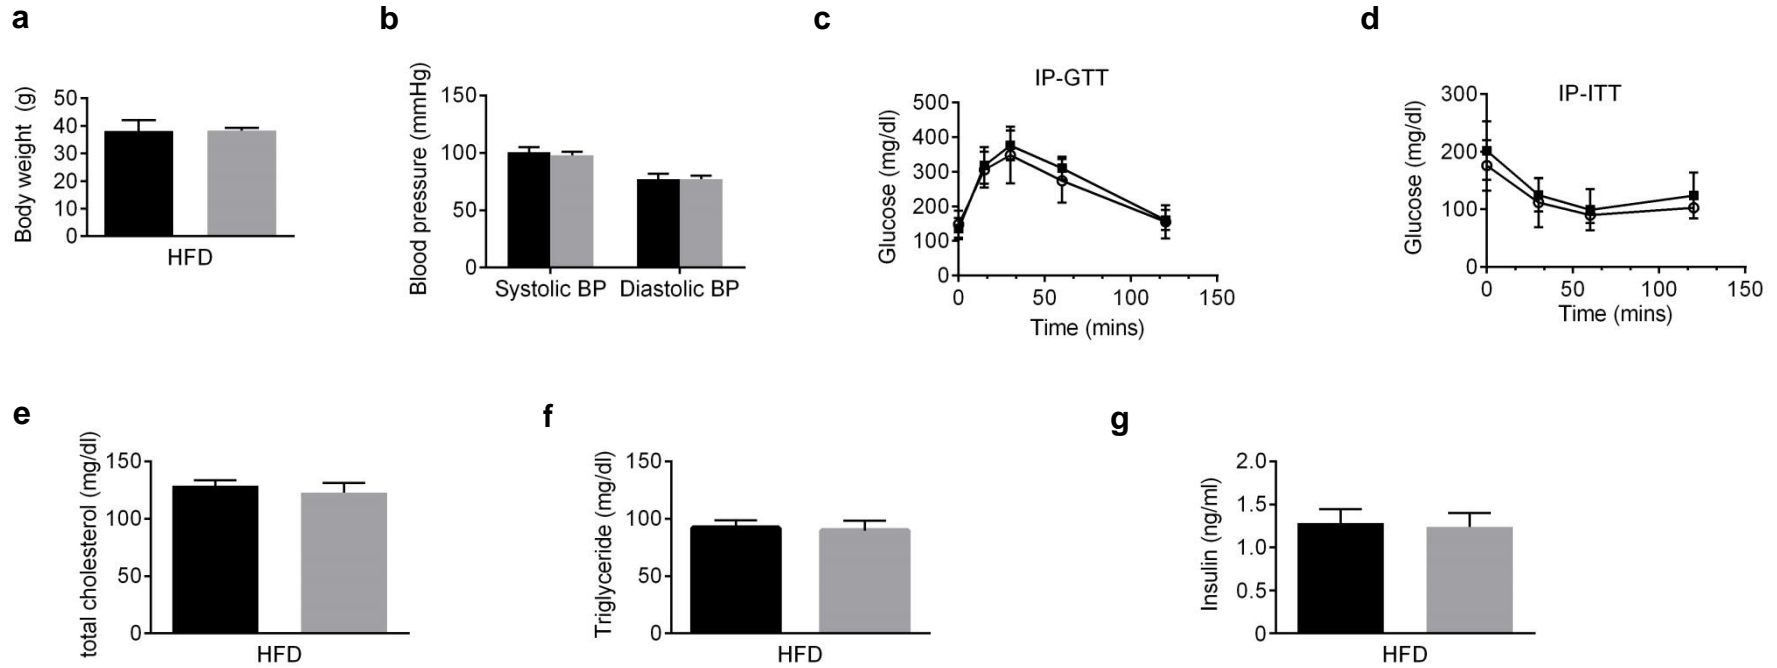 a
Body weight (g)
50
40
30
20
10
0
HFD
b
Blood pressure (mmHg)
150
100
50
0
Systolic BP Diastolic BP
c
IP-GTT
Glucose (mg/dl)
500
400
300
200
100
0
0 50 100 150
Time (mins)
d
IP-ITT
Glucose (mg/dl)
300
200
100
0
0 50 100 150
Time (mins)
e
total cholesterol (mg/dl)
150
100
50
0
HFD
f
Triglyceride (mg/dl)
150
100
50
0
HFD
g
Insulin (ng/ml)
2.0
1.5
1.0
0.5
0
HFD